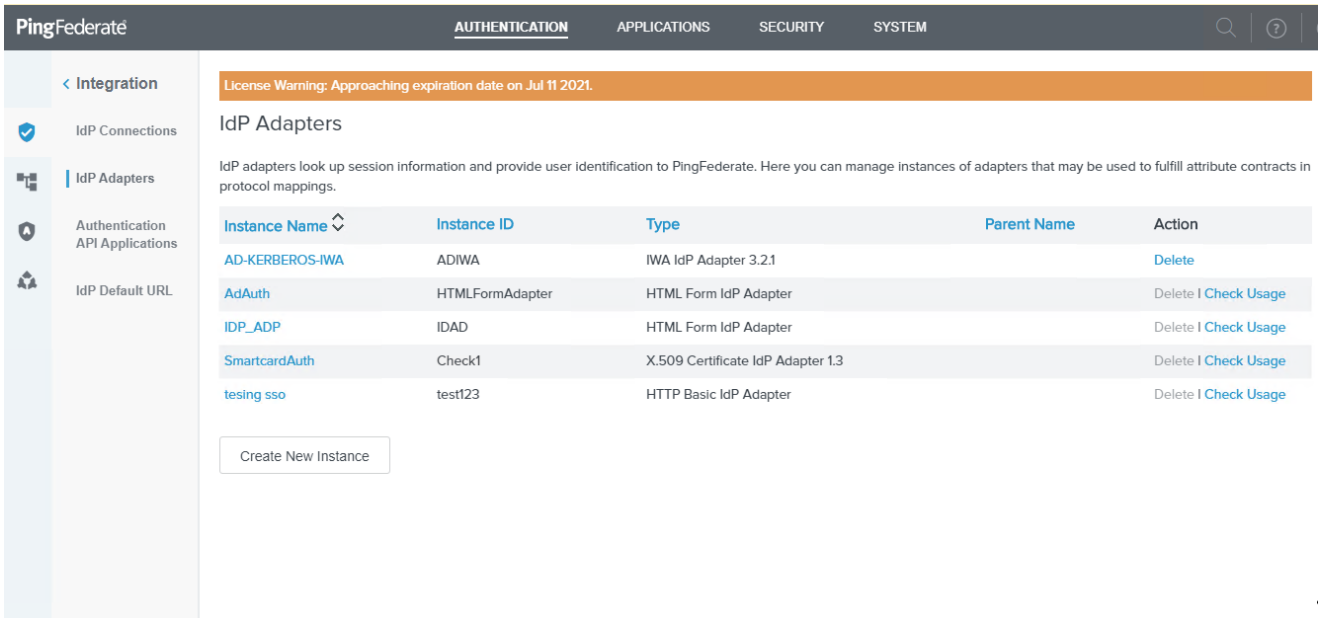 PingFederate
AUTHENTICATION APPLICATIONS SECURITY SYSTEM
Integration
IdP Connections
IdP Adapters
Authentication
API Applications
IdP Default URL
License Warning: Approaching expiration date on Jul 11 2021.
IdP Adapters
IdP adapters look up session information and provide user identification to PingFederate. Here you can manage instances of adapters that may be used to fulfill attribute contracts in
protocol mappings.
Instance Name Instance ID Type Parent Name Action
AD-KERBEROS-IWA ADIWA IWA IdP Adapter 3.2.1 Delete
AdAuth HTMLFormAdapter HTML Form IdP Adapter Delete | Check Usage
IDP_ADP IDAD HTML Form IdP Adapter Delete | Check Usage
SmartcardAuth Check1 X.509 Certificate IdP Adapter 1.3 Delete | Check Usage
tesing sso test123 HTTP Basic IdP Adapter Delete | Check Usage
Create New Instance